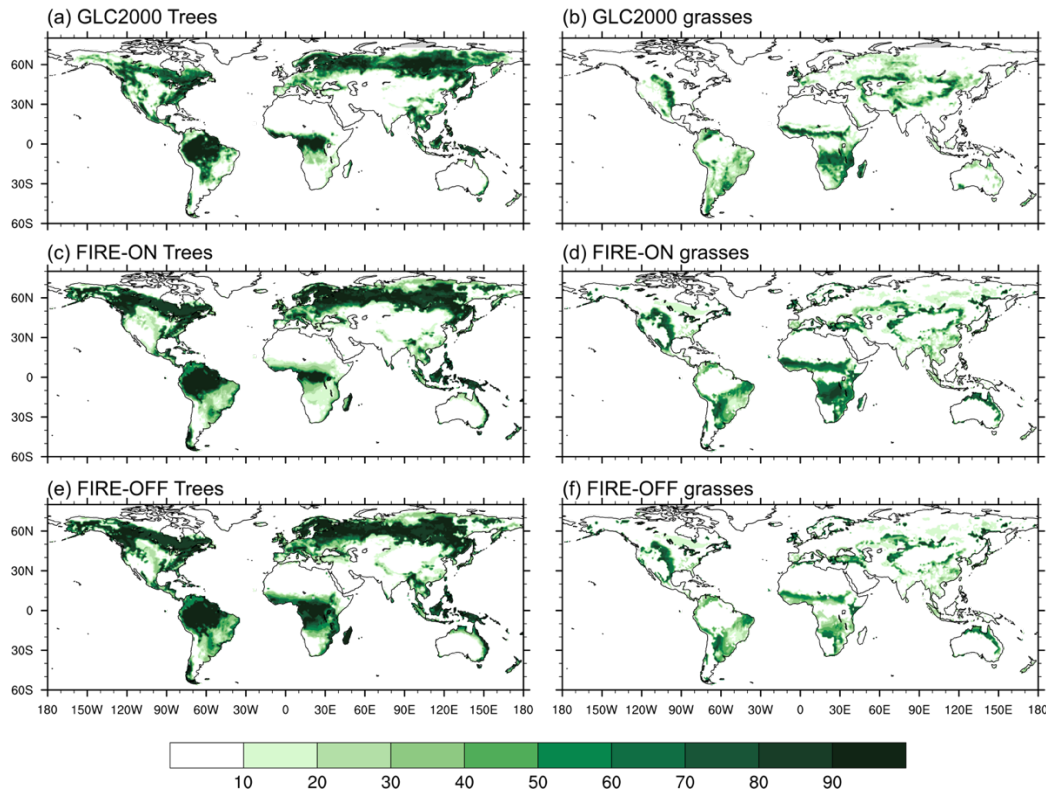 (a) GLC2000 Trees
(b) GLC2000 grasses
60N
30N
0
30S
60S
(c) FIRE-ON Trees
(d) FIRE-ON grasses
60N
30N
0
30S
60S
(e) FIRE-OFF Trees
(f) FIRE-OFF grasses
60N
30N
0
30S
60S
180 150W 120W 90W 60W 30W 0 30E 60E 90E 120E 150E 180
180 150W 120W 90W 60W 30W 0 30E 60E 90E 120E 150E 180
10 20 30 40 50 60 70 80 90